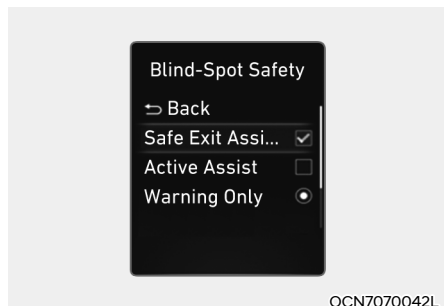 Blind-Spot Safety
Back
Safe Exit Assi...
Active Assist
Warning Only
OCN7070042L